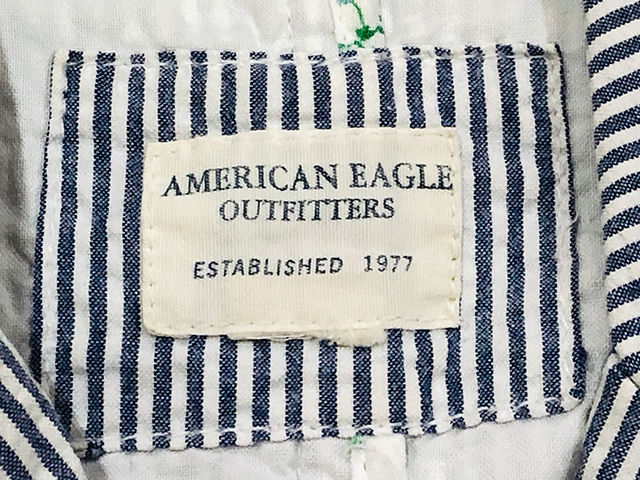 AMERICAN EAGLE
OUTFITTERS
ESTABLISHED 1977